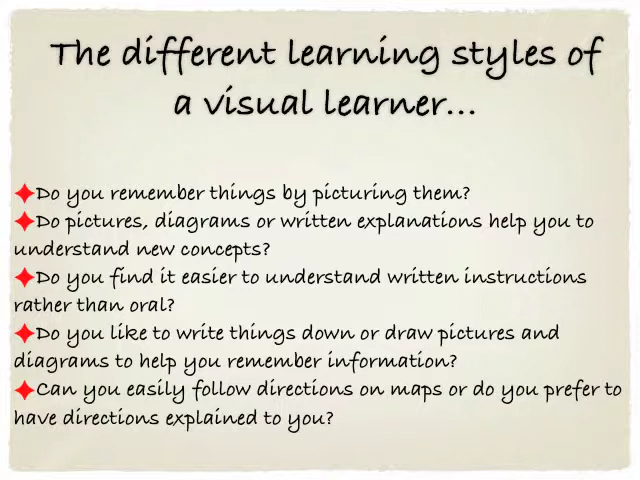 The different learning styles of
a visual learner...
Do you remember things by picturing them?
Do pictures, diagrams or written explanations help you to
understand new concepts?
Do you find it easier to understand written instructions
rather than oral?
Do you like to write things down or draw pictures and
diagrams to help you remember information?
Can you easily follow directions on maps or do you prefer to
have directions explained to you?